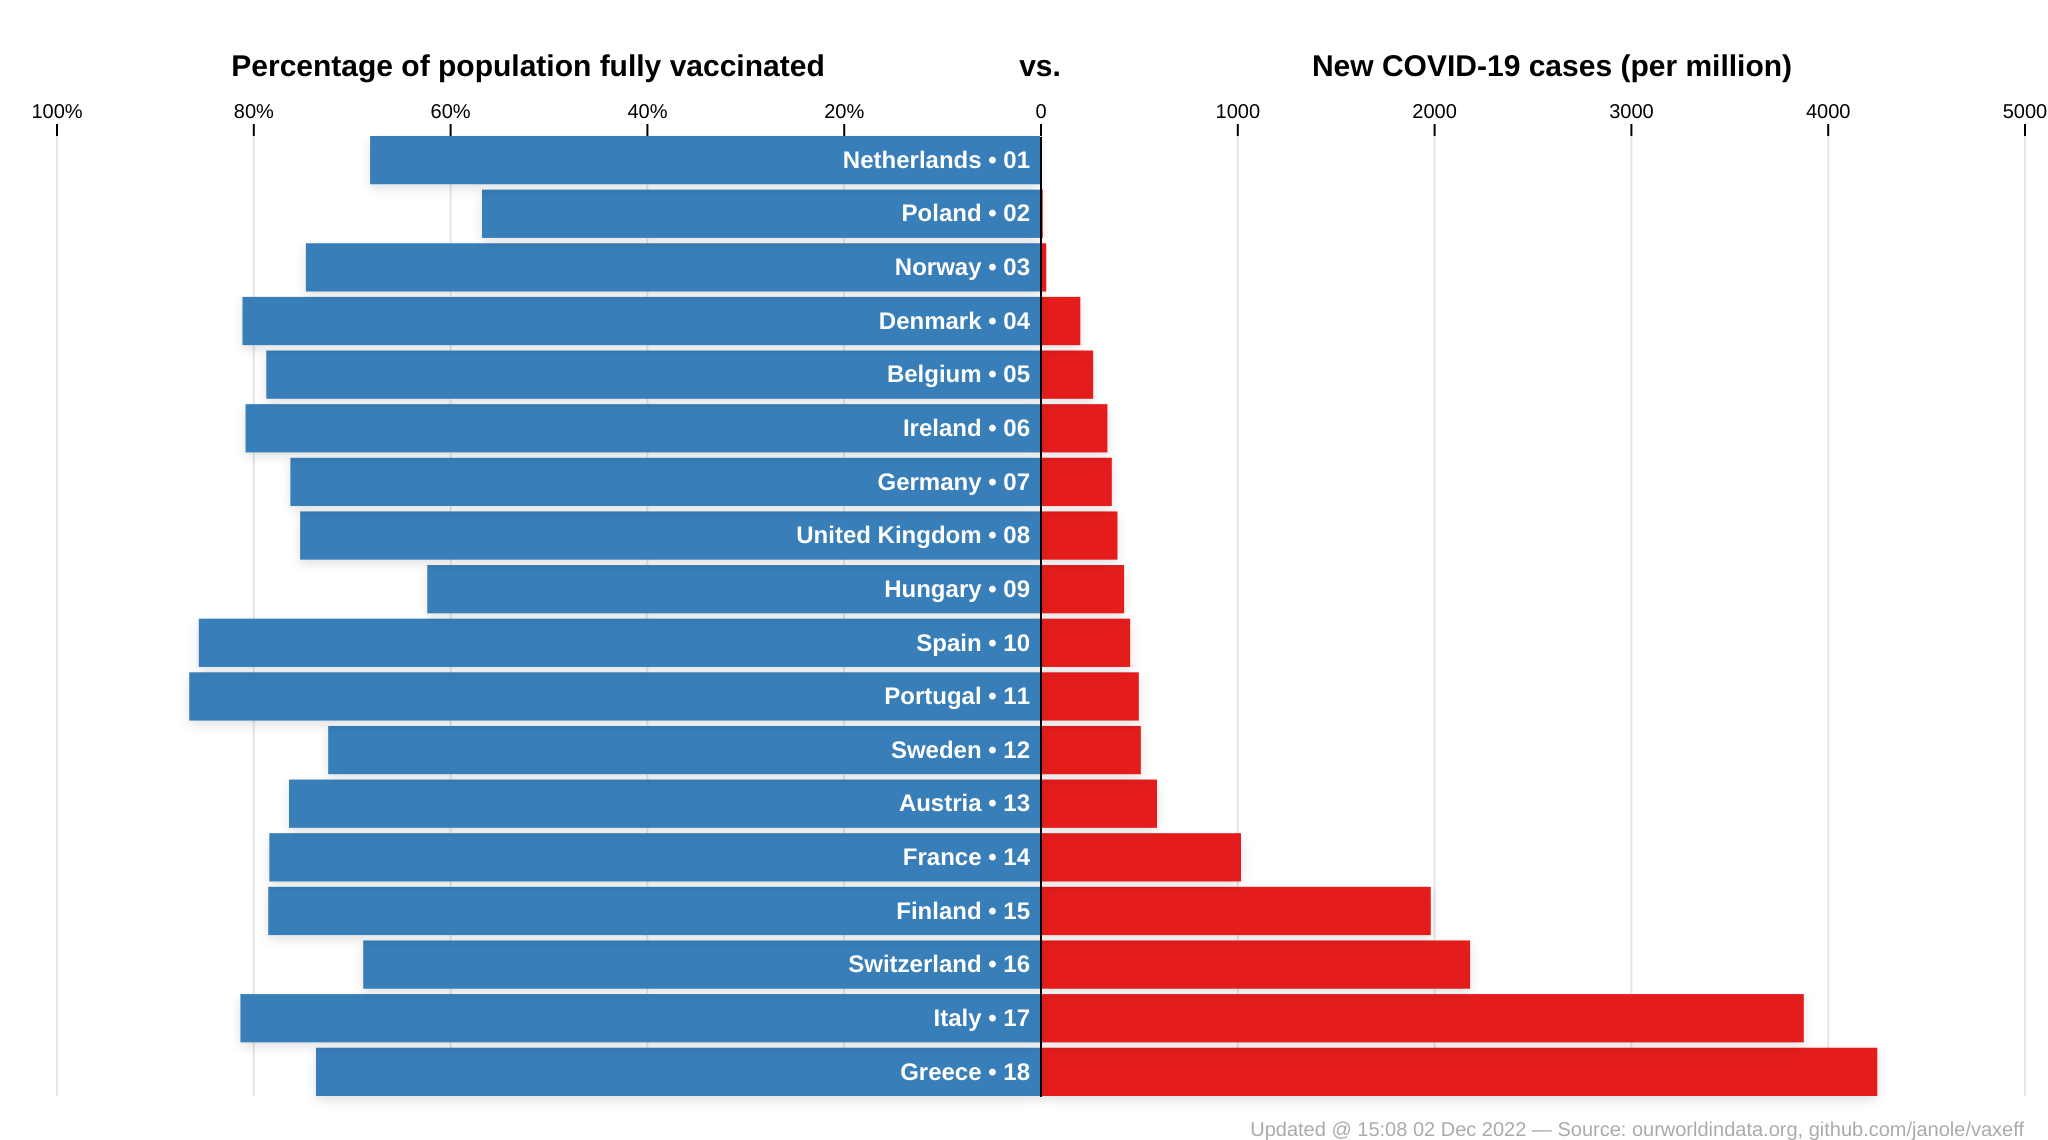 Percentage of population fully vaccinated vs. New COVID-19 cases (per million)
100% 80% 60% 40% 20% 0 1000 2000 3000 4000 5000
Netherlands • 01
Poland • 02
Norway • 03
Denmark • 04
Belgium • 05
Ireland • 06
Germany • 07
United Kingdom • 08
Hungary • 09
Spain • 10
Portugal • 11
Sweden • 12
Austria • 13
France • 14
Finland • 15
Switzerland • 16
Italy • 17
Greece • 18
Updated @ 15:08 02 Dec 2022 — Source: ourworldindata.org, github.com/janole/vaxeff